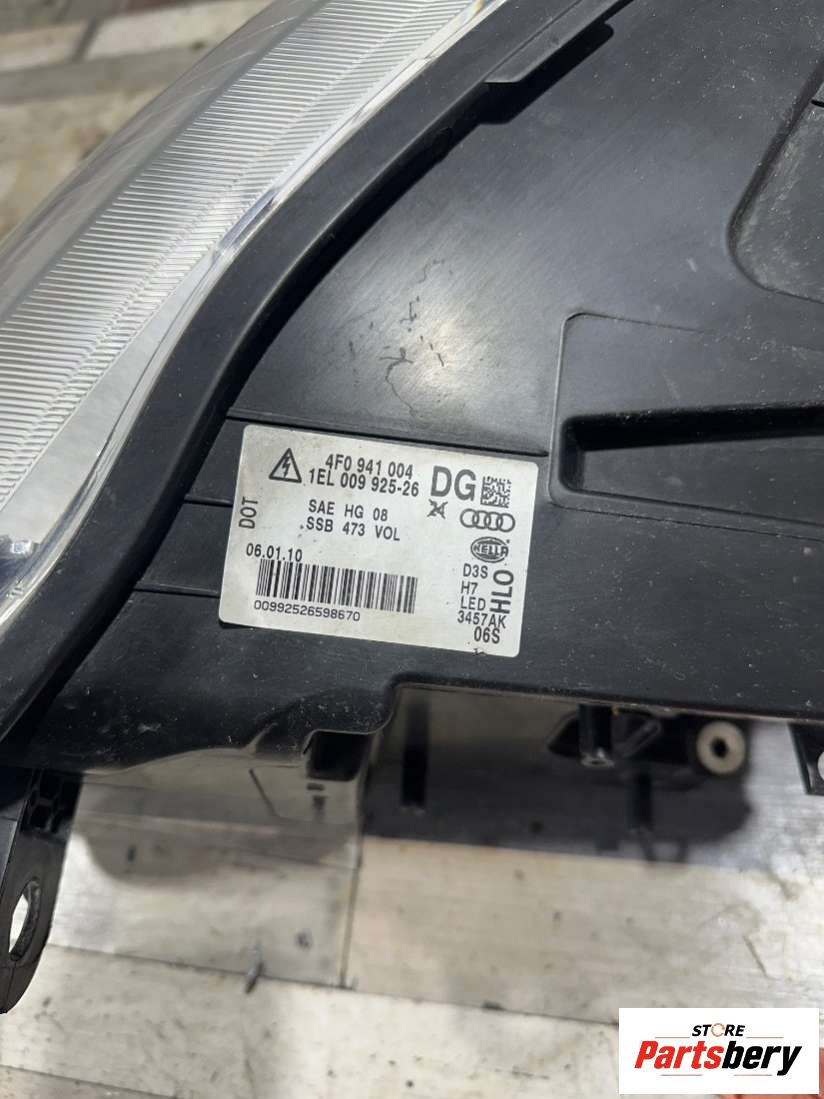 4F0 941 004 DG
1EL 009 925-26
DOT
SAE HG 08
SSB 473 VOL
06.01.10
00992526598670
HELLA
D3S
H7
LED
HLO
3457AK
06S
STORE
Partsbery